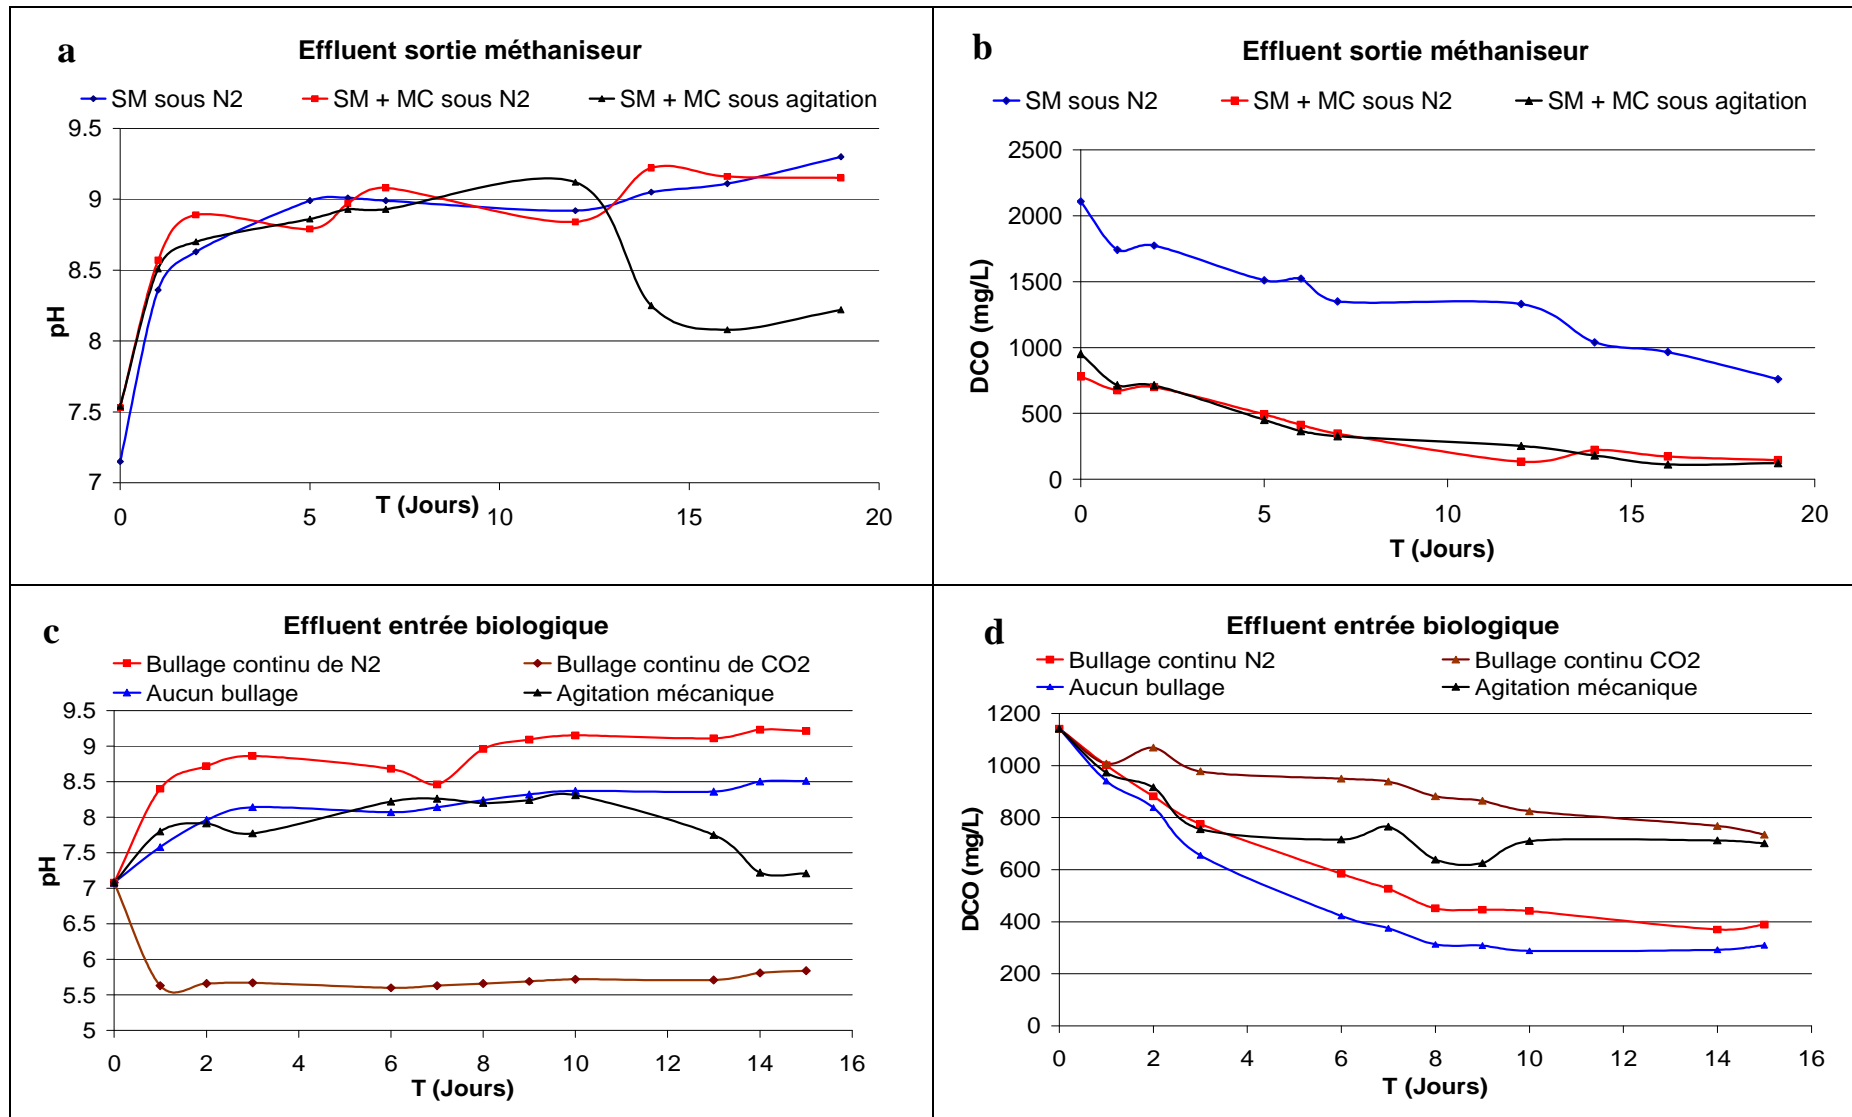 a
Effluent sortie méthaniseur
SM sous N2 SM + MC sous N2 SM + MC sous agitation
9.5
9
8.5
8
7.5
7
pH
0 5 10 15 20
T (Jours)
b
Effluent sortie méthaniseur
SM sous N2 SM + MC sous N2 SM + MC sous agitation
2500
2000
1500
1000
500
0
DCO (mg/L)
0 5 10 15 20
T (Jours)
c
Effluent entrée biologique
Bullage continu de N2 Bullage continu de CO2
Aucun bullage Agitation mécanique
9.5
9
8.5
8
7.5
7
6.5
6
5.5
5
pH
0 2 4 6 8 10 12 14 16
T (Jours)
d
Effluent entrée biologique
Bullage continu N2 Bullage continu CO2
Aucun bullage Agitation mécanique
1200
1000
800
600
400
200
0
DCO (mg/L)
0 2 4 6 8 10 12 14 16
T (Jours)